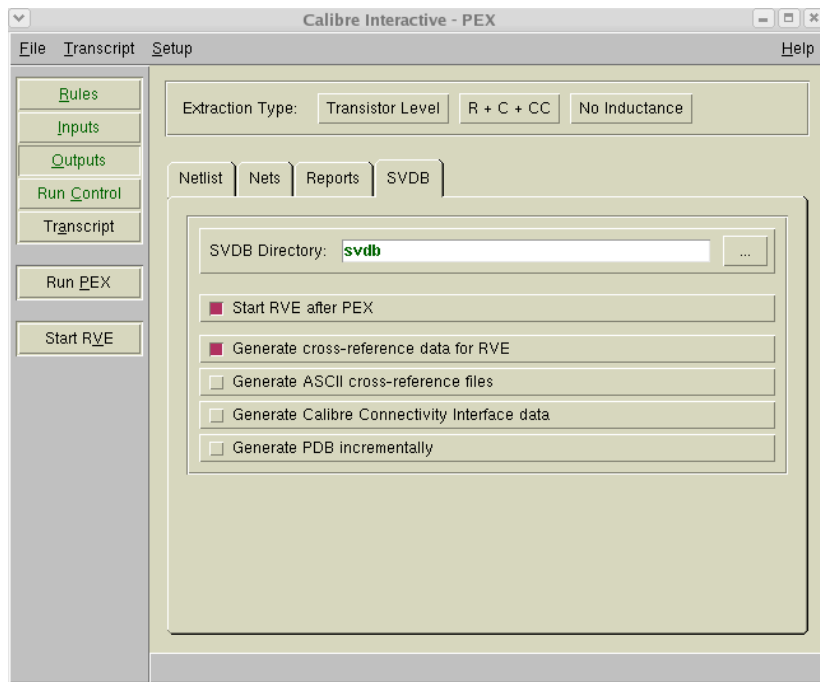 Calibre Interactive - PEX
File Transcript Setup Help
Rules
Inputs
Outputs
Run Control
Transcript
Run PEX
Start RVE
Extraction Type: Transistor Level R + C + CC No Inductance
Netlist Nets Reports SVDB
SVDB Directory: svdb ...
Start RVE after PEX
Generate cross-reference data for RVE
Generate ASCII cross-reference files
Generate Calibre Connectivity Interface data
Generate PDB incrementally